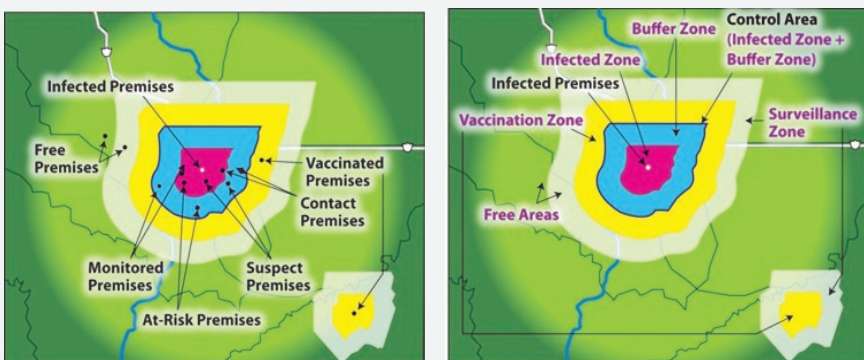 Infected Premises
Free
Premises
Vaccinated
Premises
Contact
Premises
Monitored
Premises
Suspect
Premises
At-Risk Premises
Buffer Zone
Control Area
(Infected Zone +
Buffer Zone)
Infected Zone
Infected Premises
Vaccination Zone
Surveillance
Zone
Free Areas